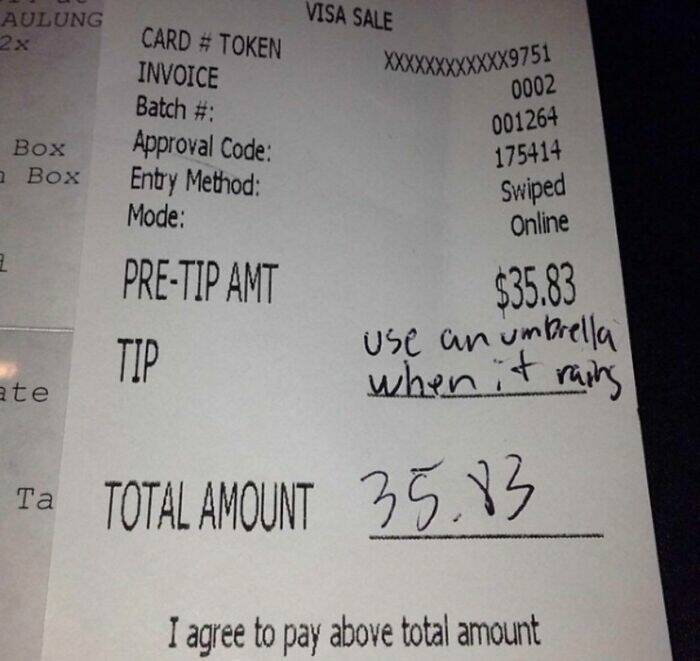 AULUNG
2x
Box
Box
ate
Ta
VISA SALE
CARD # TOKEN XXXXXXXXXXXX9751
INVOICE 0002
Batch #: 001264
Approval Code: 175414
Entry Method: Swiped
Mode: Online
PRE-TIP AMT $35.83
TIP use an umbrella
when it rains
TOTAL AMOUNT 35.83
I agree to pay above total amount